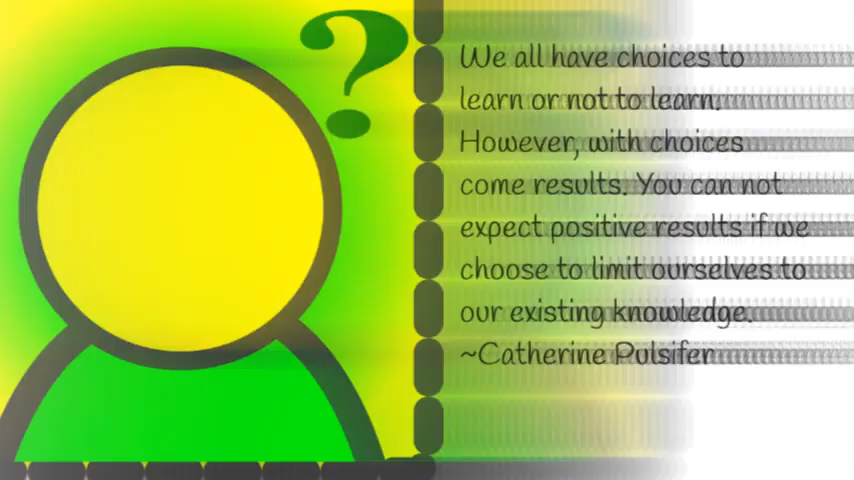 ?
We all have choices to
learn or not to learn.
However, with choices
come results. You can not
expect positive results if we
choose to limit ourselves to
our existing knowledge.
~Catherine Pulsifer